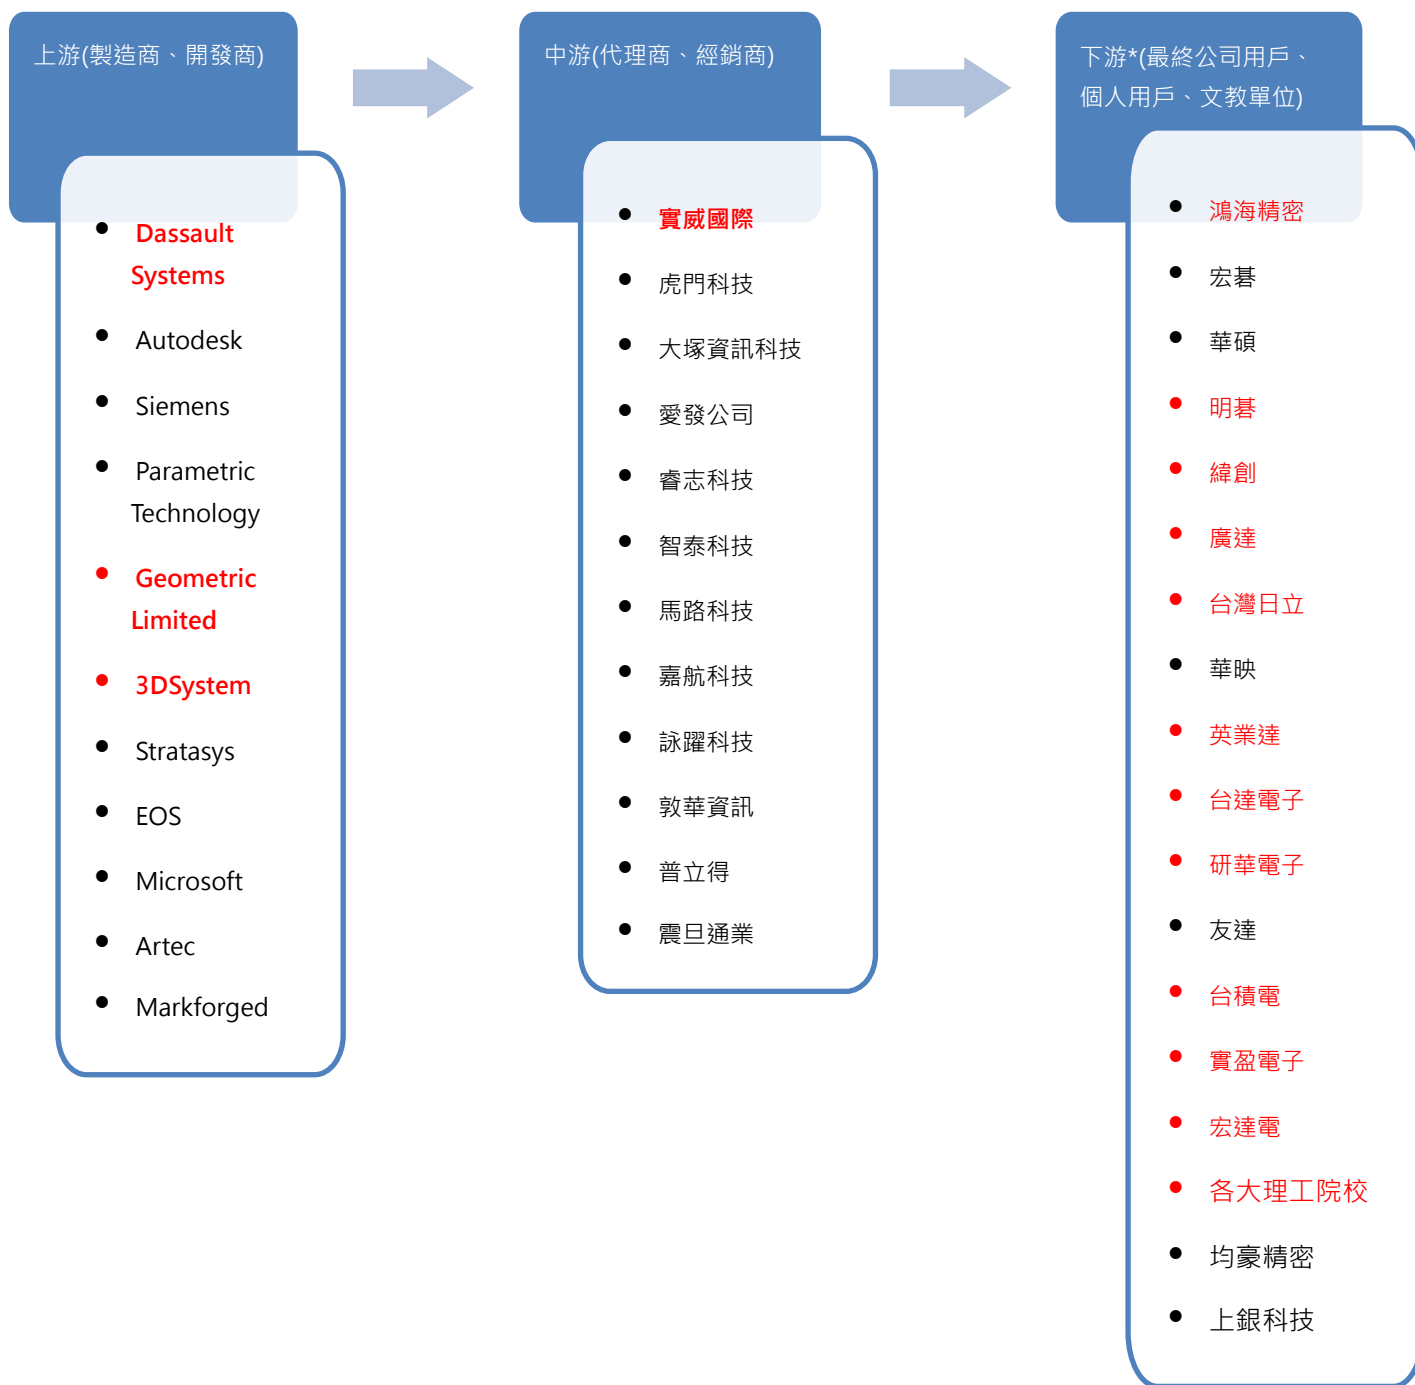 上游(製造商、開發商)
Dassault
Systems
Autodesk
Siemens
Parametric
Technology
Geometric
Limited
3DSystem
Stratasys
EOS
Microsoft
Artec
Markforged
中游(代理商、經銷商)
實威國際
虎門科技
大塚資訊科技
愛發公司
睿志科技
智泰科技
馬路科技
嘉航科技
詠躍科技
敦華資訊
普立得
震旦通業
下游*(最終公司用戶、
個人用戶、文教單位)
鴻海精密
宏碁
華碩
明碁
緯創
廣達
台灣日立
華映
英業達
台達電子
研華電子
友達
台積電
實盈電子
宏達電
各大理工院校
均豪精密
上銀科技